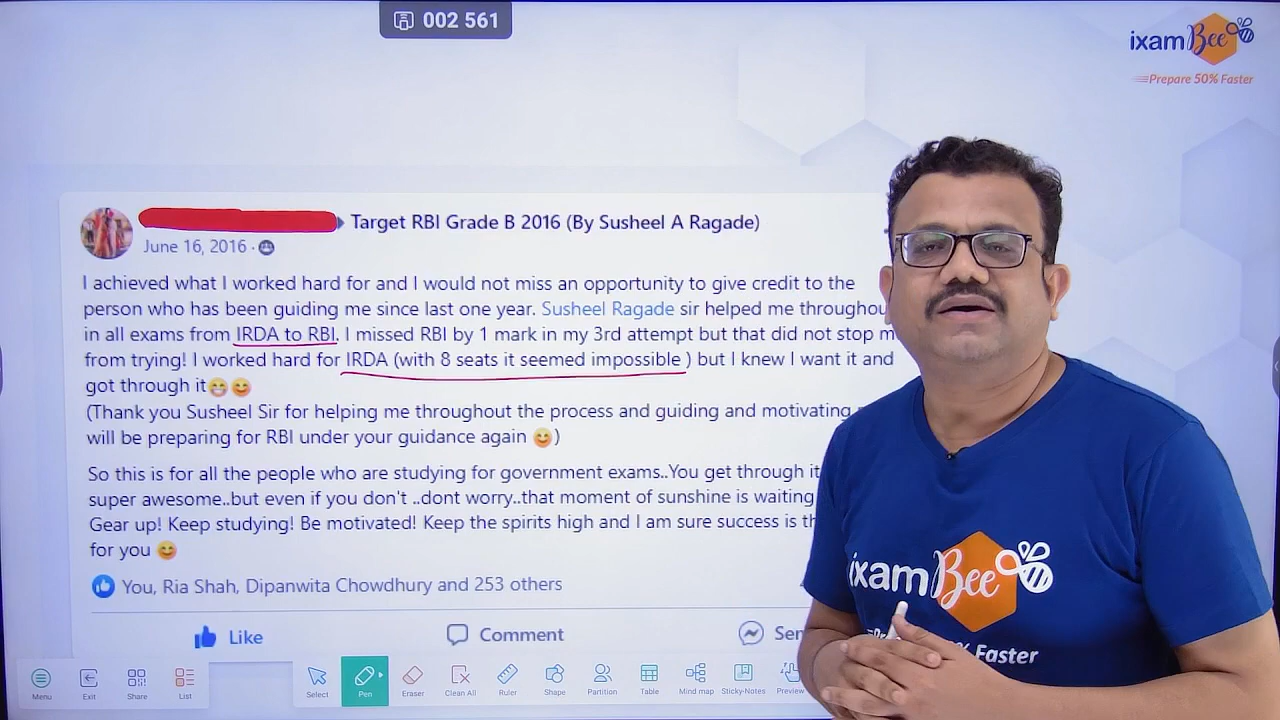 002 561
ixamBee
Prepare 50% Faster
Target RBI Grade B 2016 (By Susheel A Ragade)
June 16, 2016 ·
I achieved what I worked hard for and I would not miss an opportunity to give credit to the
person who has been guiding me since last one year. Susheel Ragade sir helped me throughou
in all exams from IRDA to RBI. I missed RBI by 1 mark in my 3rd attempt but that did not stop m
from trying! I worked hard for IRDA (with 8 seats it seemed impossible ) but I knew I want it and
got through it😁😊
(Thank you Susheel Sir for helping me throughout the process and guiding and motivating
will be preparing for RBI under your guidance again 😊)
So this is for all the people who are studying for government exams..You get through it
super awesome..but even if you don't ..dont worry..that moment of sunshine is waiting
Gear up! Keep studying! Be motivated! Keep the spirits high and I am sure success is th
for you 😊
You, Ria Shah, Dipanwita Chowdhury and 253 others
Like Comment Sen
Menu Exit Share List Select Pen Eraser Clean All Ruler Shape Partition Table Mind map Sticky-Notes Preview
ixamBee
% Faster